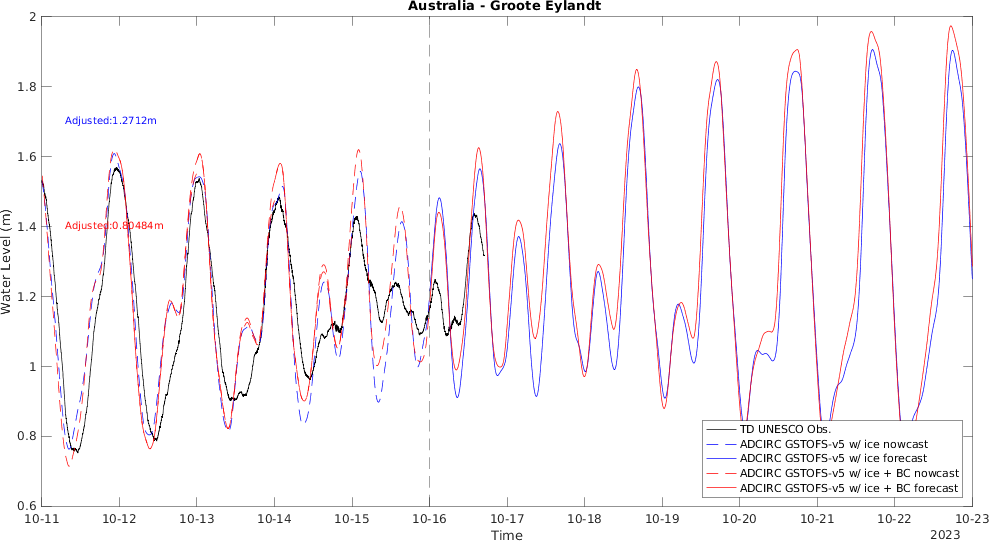 Australia - Groote Eylandt
2
1.8
1.6
1.4
1.2
1
0.8
0.6
Water Level (m)
Adjusted:1.2712m
Adjusted:0.80484m
TD UNESCO Obs.
ADCIRC GSTOFS-v5 w/ ice nowcast
ADCIRC GSTOFS-v5 w/ ice forecast
ADCIRC GSTOFS-v5 w/ ice + BC nowcast
ADCIRC GSTOFS-v5 w/ ice + BC forecast
10-11 10-12 10-13 10-14 10-15 10-16 10-17 10-18 10-19 10-20 10-21 10-22 10-23
Time
2023